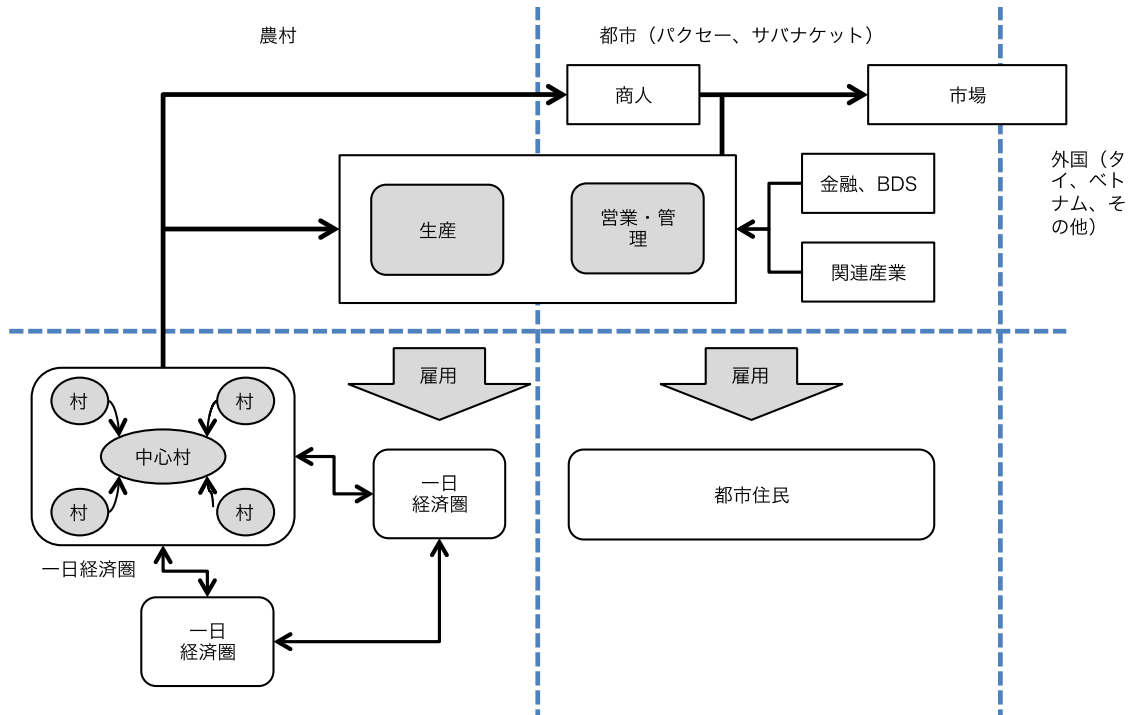 農村
都市（パクセー、サバナケット）
商人
市場
外国（タ
イ、ベト
ナム、そ
の他）
金融、BDS
生産
営業・管
理
関連産業
雇用
雇用
村
村
中心村
村
村
一日
経済圏
都市住民
一日経済圏
一日
経済圏